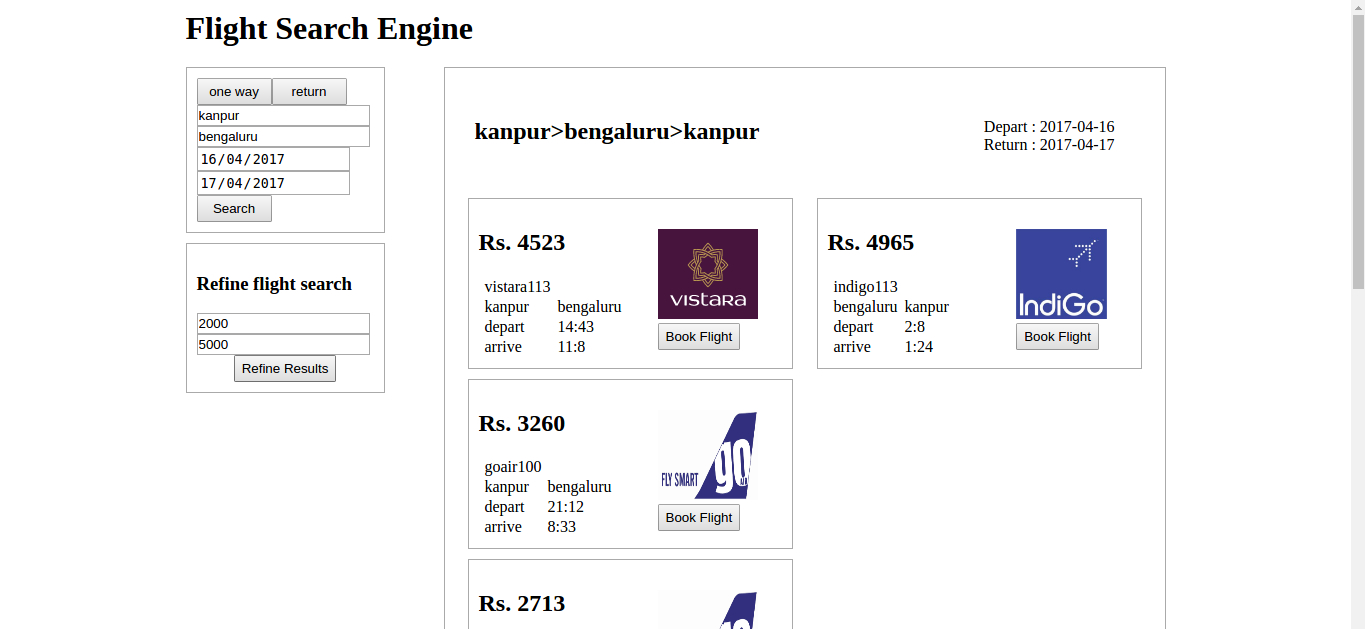 Flight Search Engine
one way return
kanpur
bengaluru
16/04/2017
17/04/2017
Search
Refine flight search
2000
5000
Refine Results
kanpur>bengaluru>kanpur
Depart : 2017-04-16
Return : 2017-04-17
Rs. 4523
vistara113
kanpur bengaluru
depart 14:43
arrive 11:8
VISTARA
Book Flight
Rs. 4965
indigo113
bengaluru kanpur
depart 2:8
arrive 1:24
IndiGo
Book Flight
Rs. 3260
goair100
kanpur bengaluru
depart 21:12
arrive 8:33
FLY SMART go
Book Flight
Rs. 2713